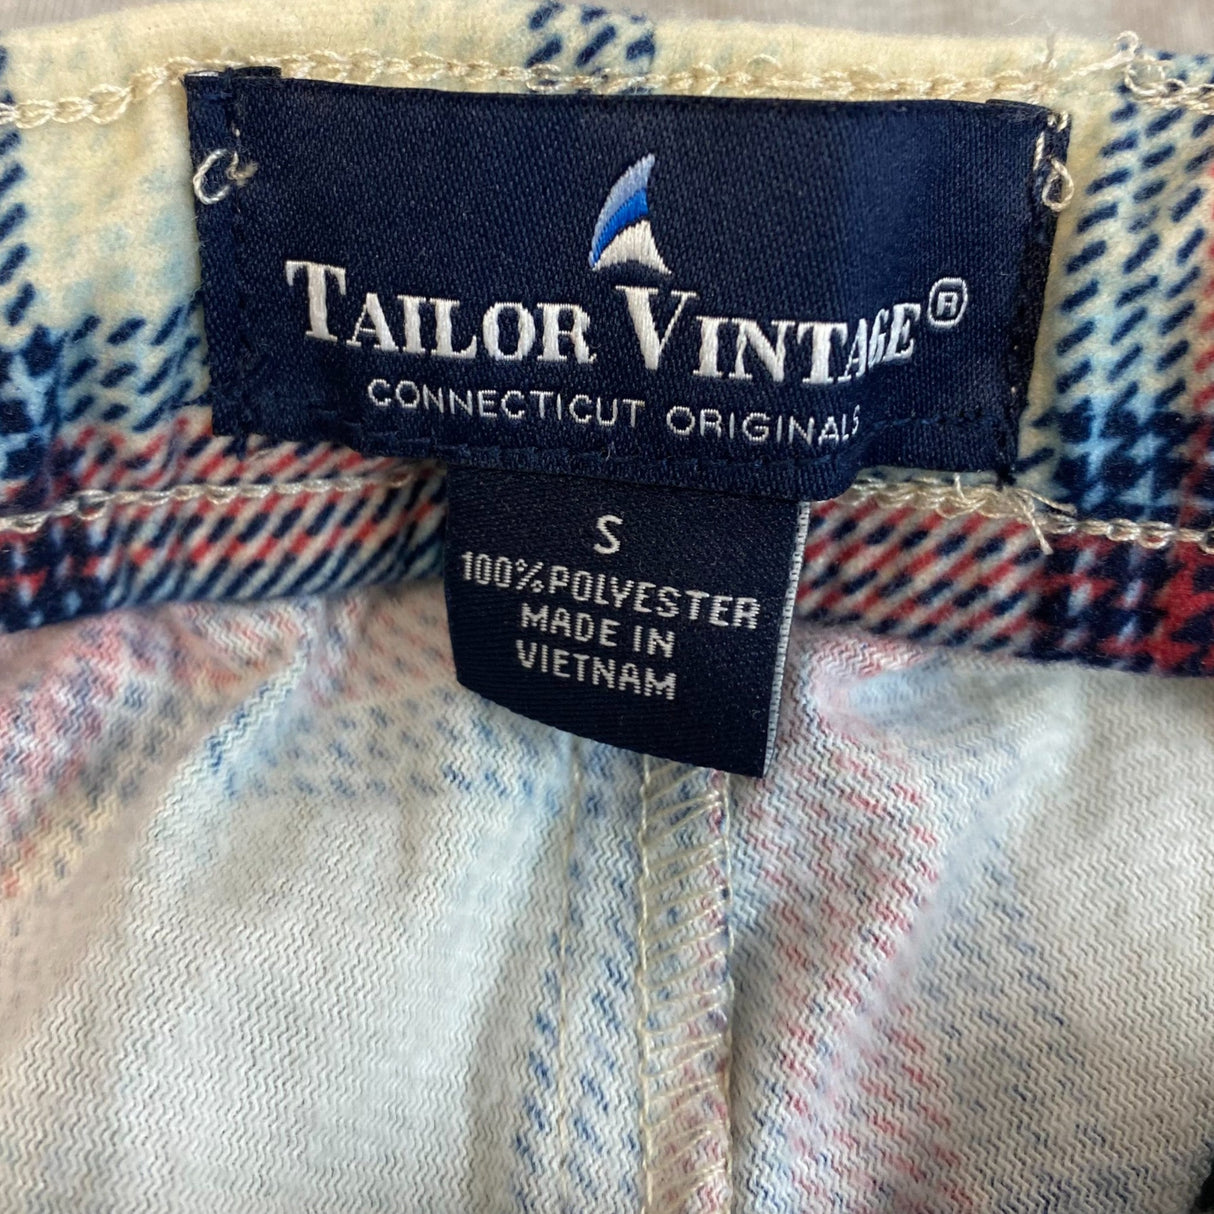 TAILOR VINTAGE®
CONNECTICUT ORIGINALS
S
100% POLYESTER
MADE IN
VIETNAM